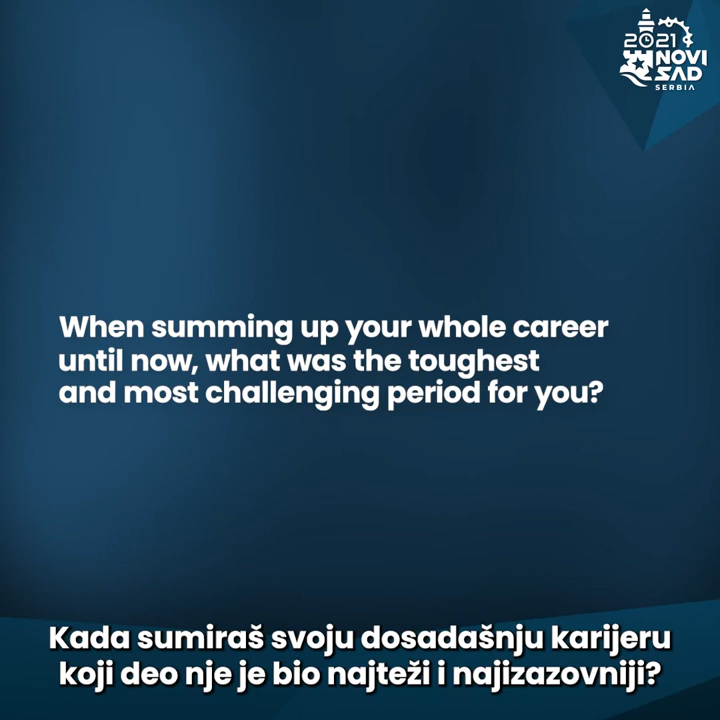 2021
NOVI
SAD
SERBIA
When summing up your whole career
until now, what was the toughest
and most challenging period for you?
Kada sumiraš svoju dosadašnju karijeru
koji deo nje je bio najteži i najizazovniji?